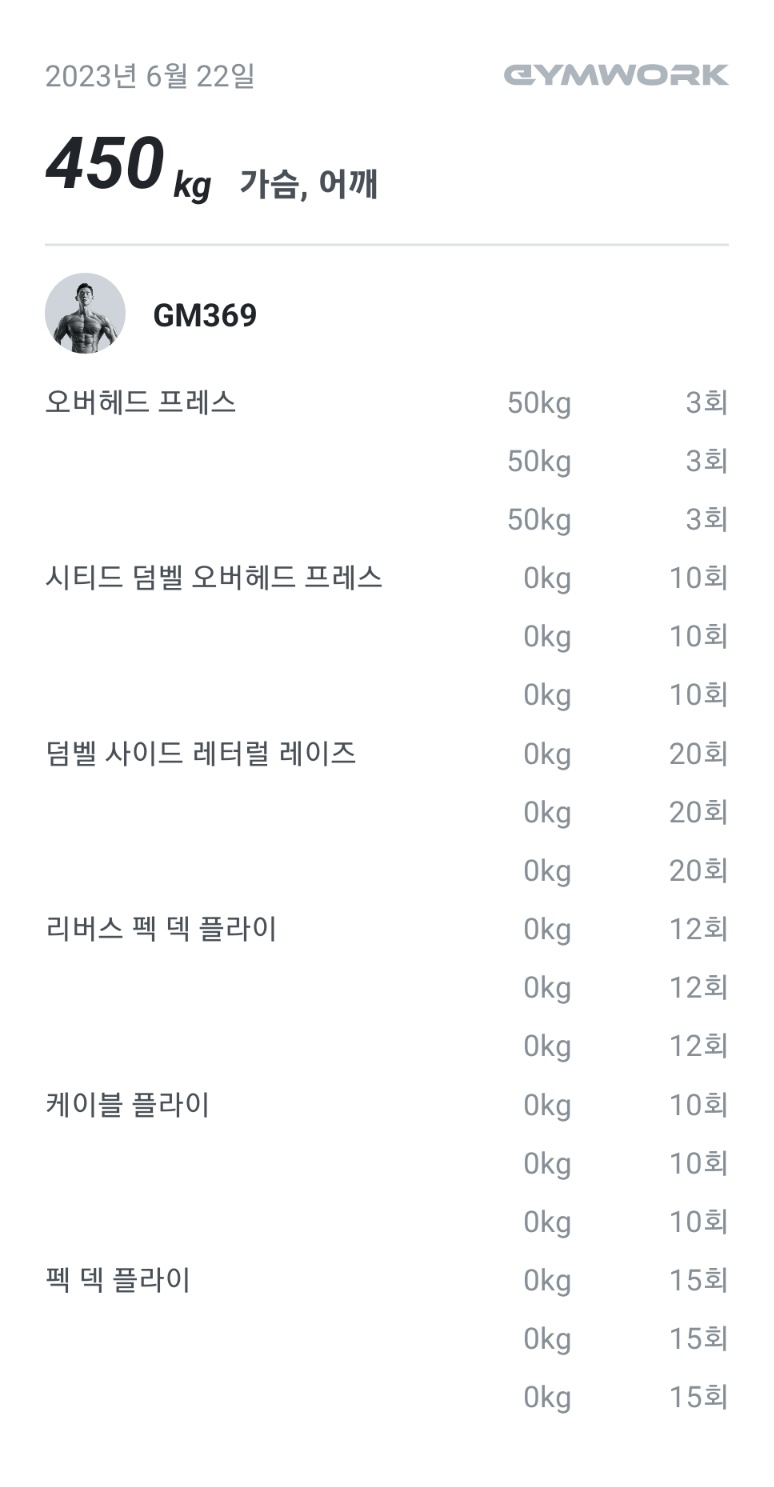 2023년 6월 22일 GYMWORK
450 kg 가슴, 어깨
GM369
오버헤드 프레스 50kg 3회
50kg 3회
50kg 3회
시티드 덤벨 오버헤드 프레스 0kg 10회
0kg 10회
0kg 10회
덤벨 사이드 레터럴 레이즈 0kg 20회
0kg 20회
0kg 20회
리버스 펙 덱 플라이 0kg 12회
0kg 12회
0kg 12회
케이블 플라이 0kg 10회
0kg 10회
0kg 10회
펙 덱 플라이 0kg 15회
0kg 15회
0kg 15회